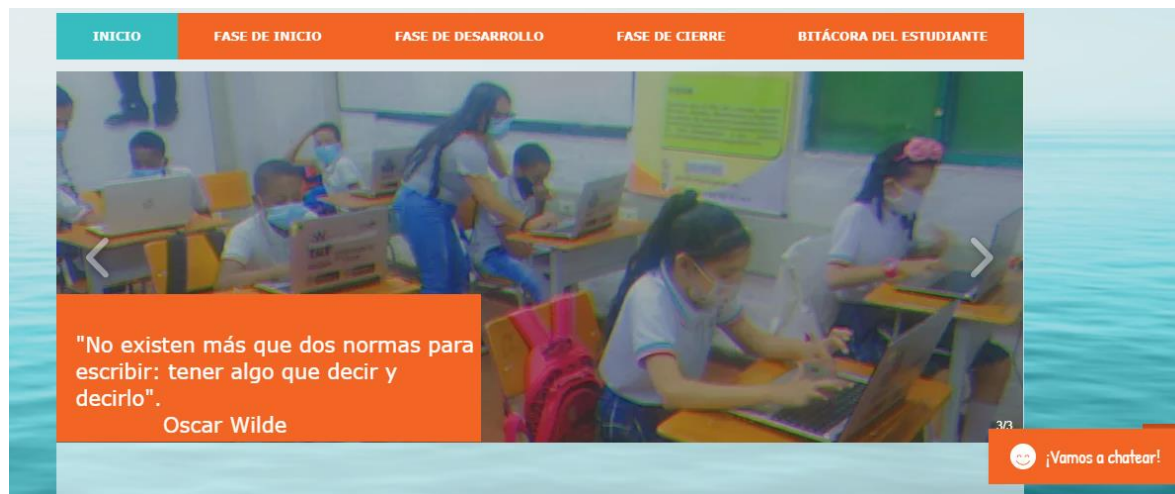 INICIO
FASE DE INICIO
FASE DE DESARROLLO
FASE DE CIERRE
BITÁCORA DEL ESTUDIANTE
"No existen más que dos normas para
escribir: tener algo que decir y
decirlo".
Oscar Wilde
3/3
¡Vamos a chatear!